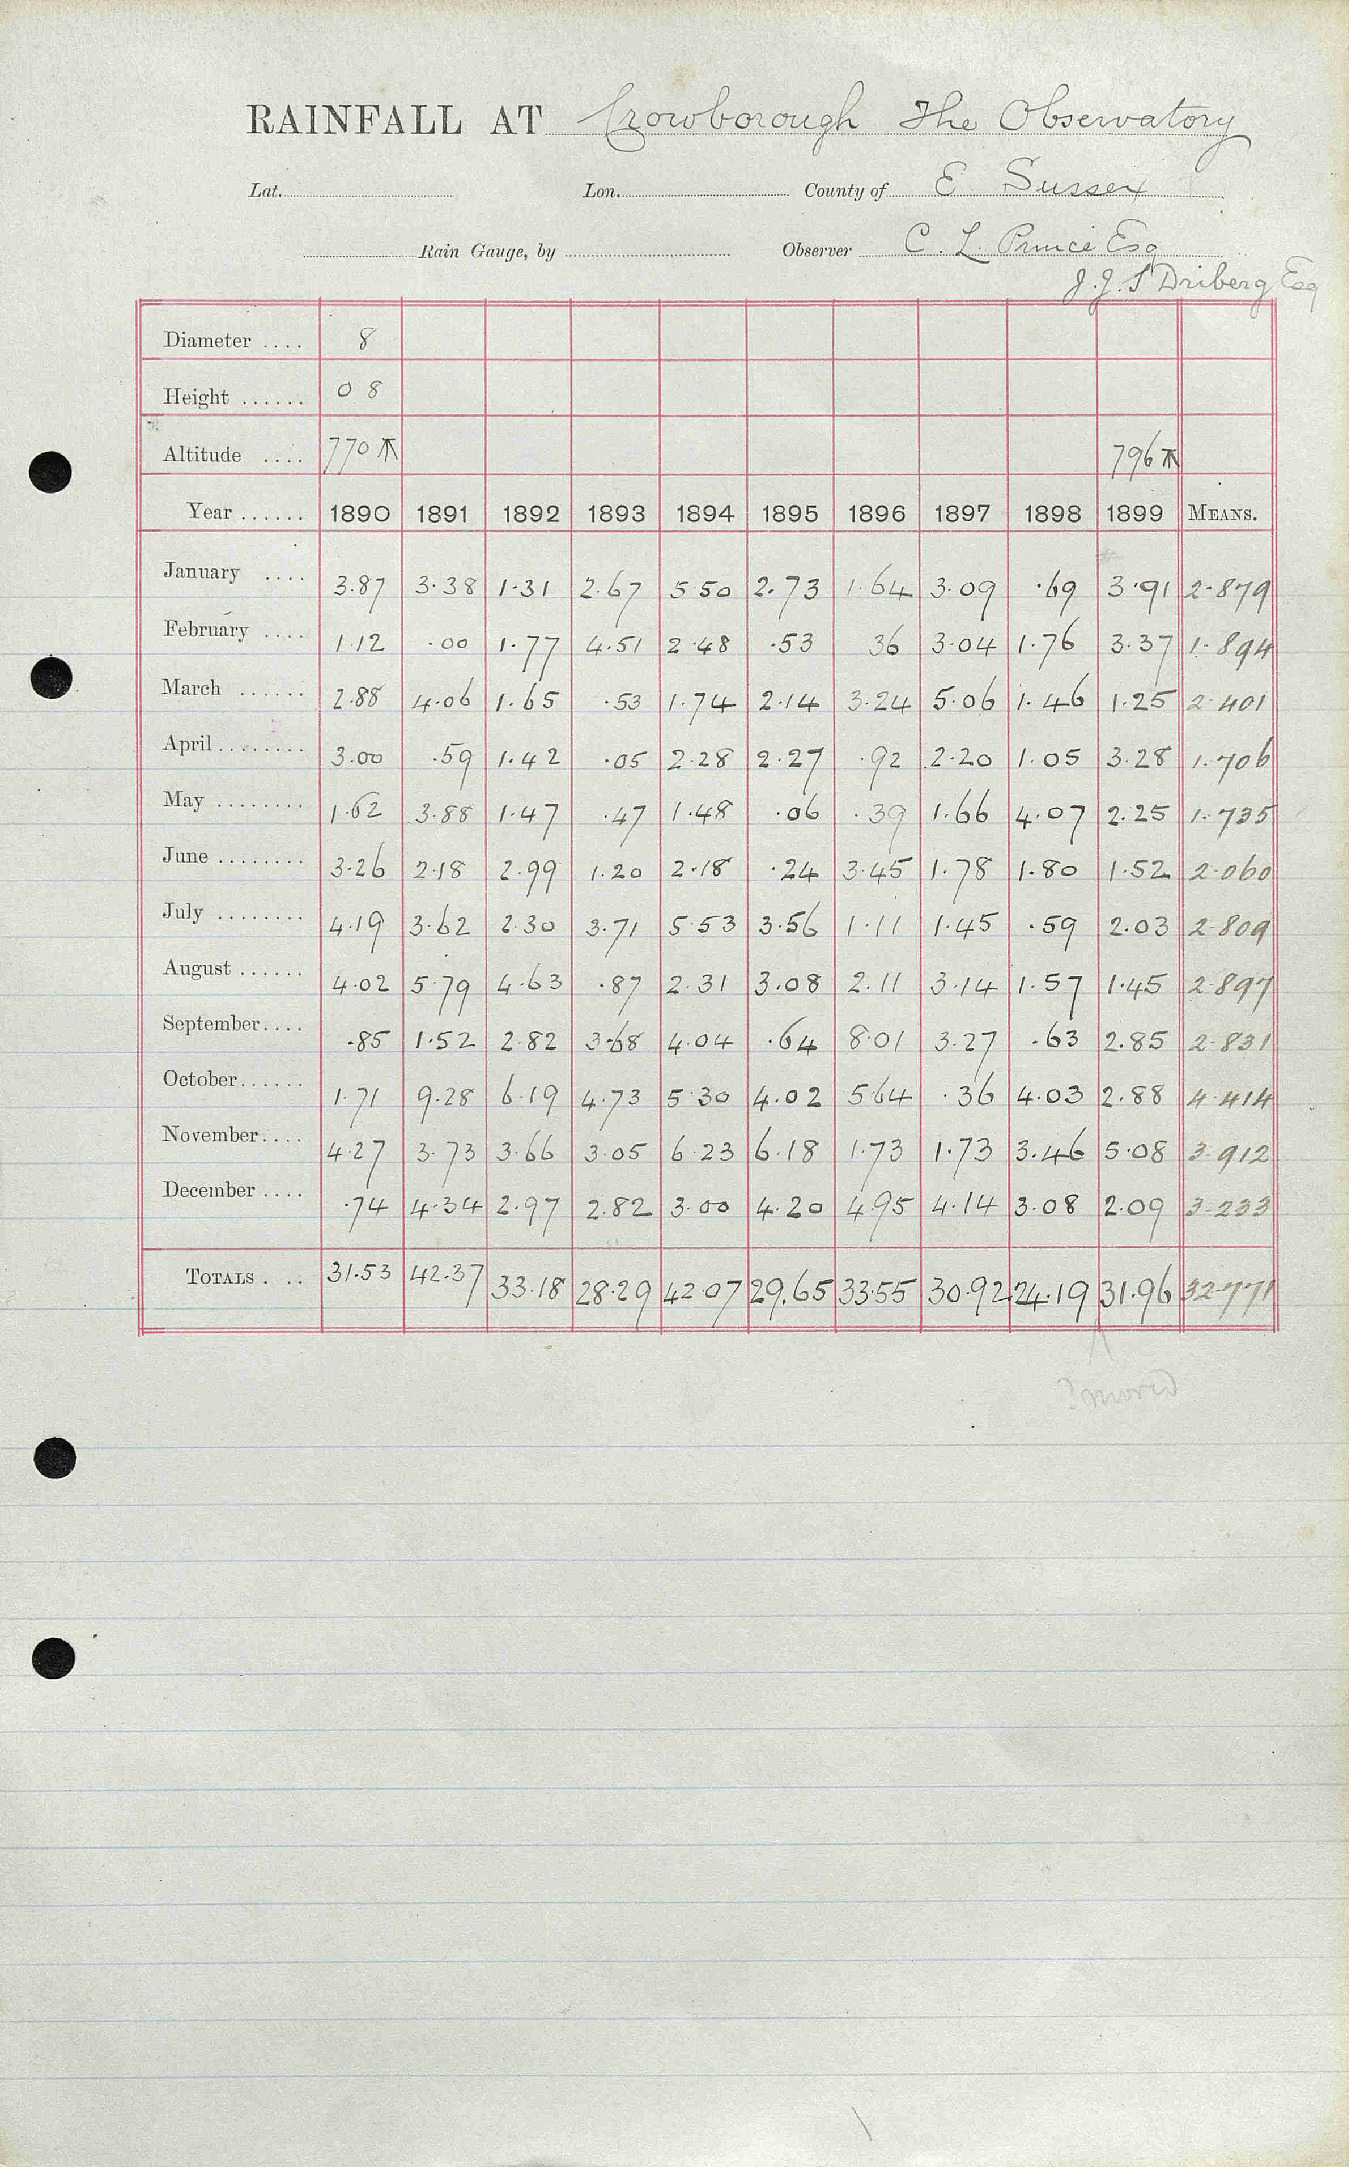 RAINFALL AT Crowborough The Observatory
Lat. Lon. County of E Sussex
Rain Gauge, by Observer C. L. Prince Esq
J. J. S Driberg Esq
Diameter .... 8
Height ...... 0 8
Altitude .... 770 796
Year ...... 1890 1891 1892 1893 1894 1895 1896 1897 1898 1899 MEANS.
January .... 3.87 3.38 1.31 2.67 5.50 2.73 1.64 3.09 .69 3.91 2.879
February .... 1.12 .00 1.77 4.51 2.48 .53 36 3.04 1.76 3.37 1.894
March ...... 2.88 4.06 1.65 .53 1.74 2.14 3.24 5.06 1.46 1.25 2.401
April ........ 3.00 .59 1.42 .05 2.28 2.27 .92 2.20 1.05 3.28 1.706
May ........ 1.62 3.88 1.47 .47 1.48 .06 .39 1.66 4.07 2.25 1.735
June ........ 3.26 2.18 2.99 1.20 2.18 .24 3.45 1.78 1.80 1.52 2.060
July ........ 4.19 3.62 2.30 3.71 5.53 3.56 1.11 1.45 .59 2.03 2.809
August ...... 4.02 5.79 4.63 .87 2.31 3.08 2.11 3.14 1.57 1.45 2.897
September.... .85 1.52 2.82 3.68 4.04 .64 8.01 3.27 .63 2.85 2.831
October...... 1.71 9.28 6.19 4.73 5.30 4.02 5.64 .36 4.03 2.88 4.414
November.... 4.27 3.73 3.66 3.05 6.23 6.18 1.73 1.73 3.46 5.08 3.912
December .... .74 4.34 2.97 2.82 3.00 4.20 4.95 4.14 3.08 2.09 3.233
TOTALS . .. 31.53 42.37 33.18 28.29 42.07 29.65 33.55 30.92 24.19 31.96 32.771
? moved